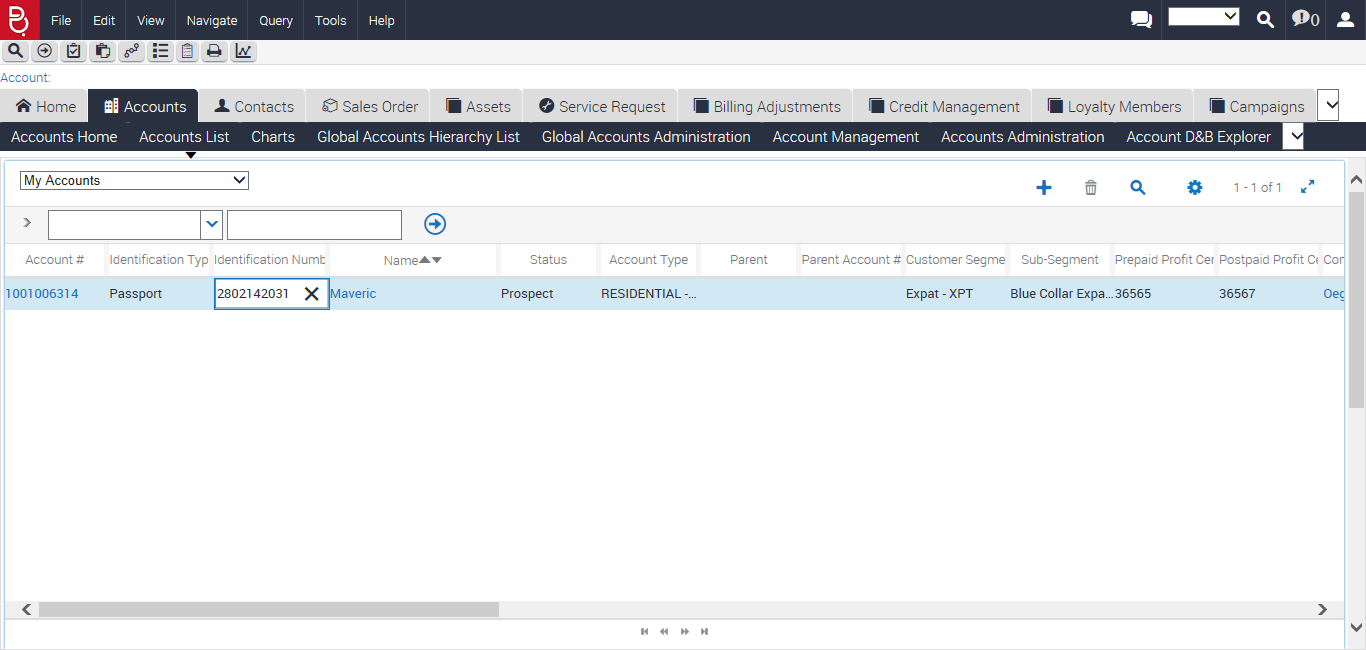 File Edit View Navigate Query Tools Help 0
Account:
Home Accounts Contacts Sales Order Assets Service Request Billing Adjustments Credit Management Loyalty Members Campaigns
Accounts Home Accounts List Charts Global Accounts Hierarchy List Global Accounts Administration Account Management Accounts Administration Account D&B Explorer
My Accounts 1 - 1 of 1
Account # Identification Typ Identification Numb Name Status Account Type Parent Parent Account # Customer Segme Sub-Segment Prepaid Profit Cer Postpaid Profit Ce Con
1001006314 Passport 2802142031 Maveric Prospect RESIDENTIAL -... Expat - XPT Blue Collar Expa... 36565 36567 Oeg